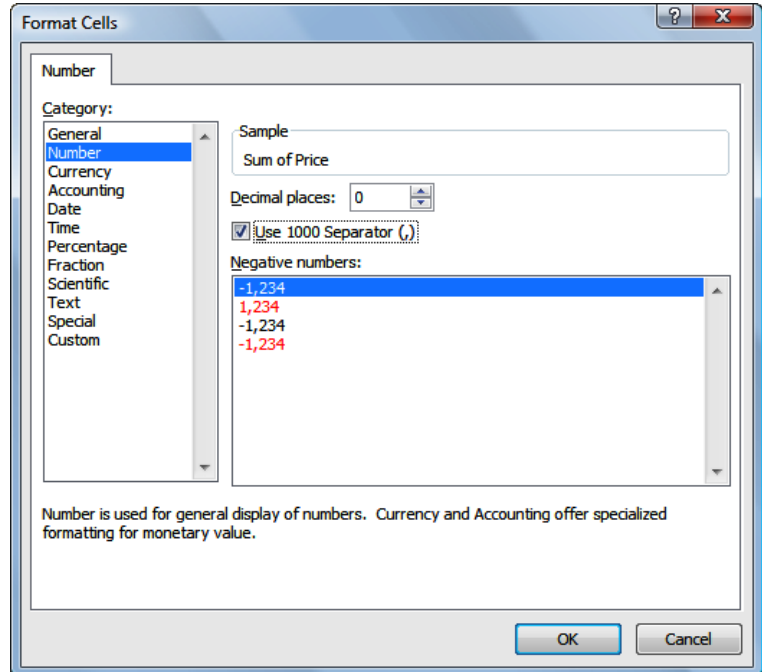 Format Cells
Number
Category:
General
Number
Currency
Accounting
Date
Time
Percentage
Fraction
Scientific
Text
Special
Custom
Sample
Sum of Price
Decimal places: 0
Use 1000 Separator (,)
Negative numbers:
-1,234
1,234
-1,234
-1,234
Number is used for general display of numbers.  Currency and Accounting offer specialized
formatting for monetary value.
OK
Cancel